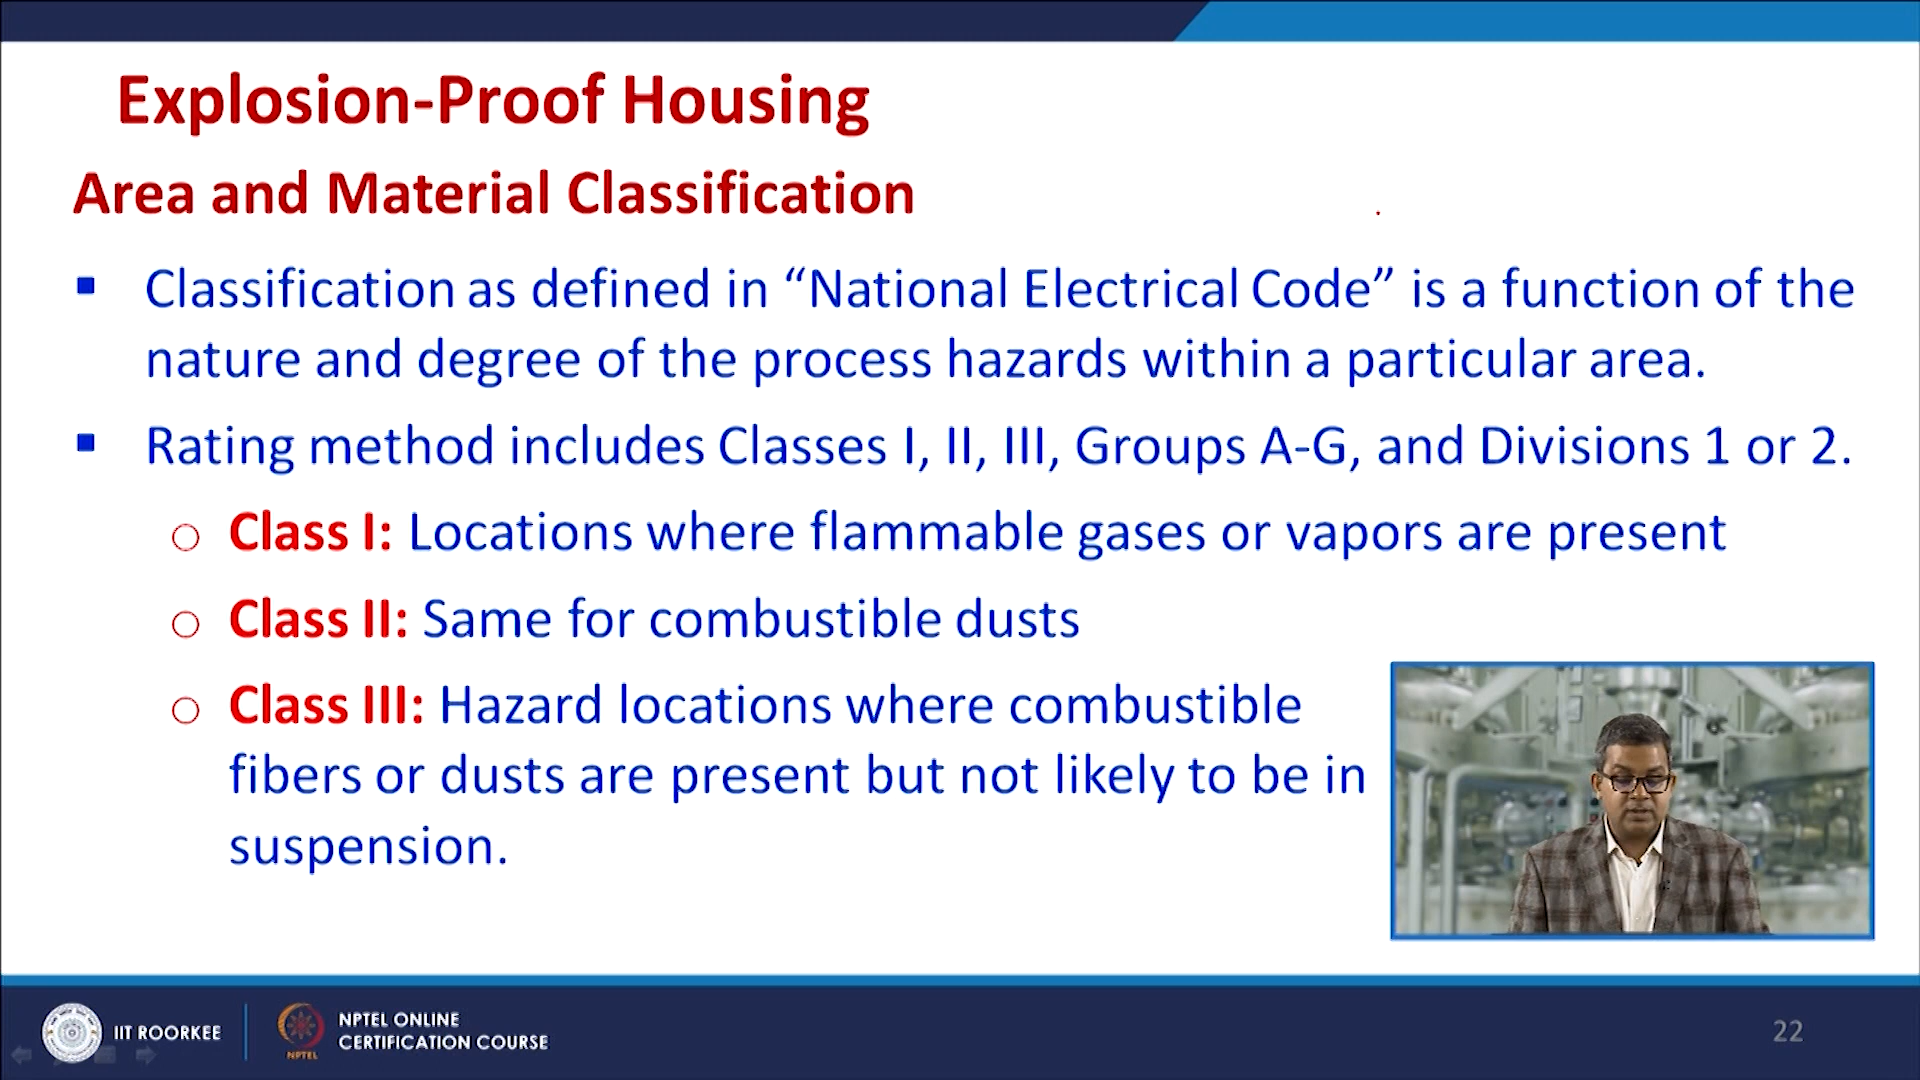 Explosion-Proof Housing
Area and Material Classification
▪ Classification as defined in “National Electrical Code” is a function of the
nature and degree of the process hazards within a particular area.
▪ Rating method includes Classes I, II, III, Groups A-G, and Divisions 1 or 2.
○ Class I: Locations where flammable gases or vapors are present
○ Class II: Same for combustible dusts
○ Class III: Hazard locations where combustible
fibers or dusts are present but not likely to be in
suspension.
IIT ROORKEE
NPTEL
NPTEL ONLINE
CERTIFICATION COURSE
22